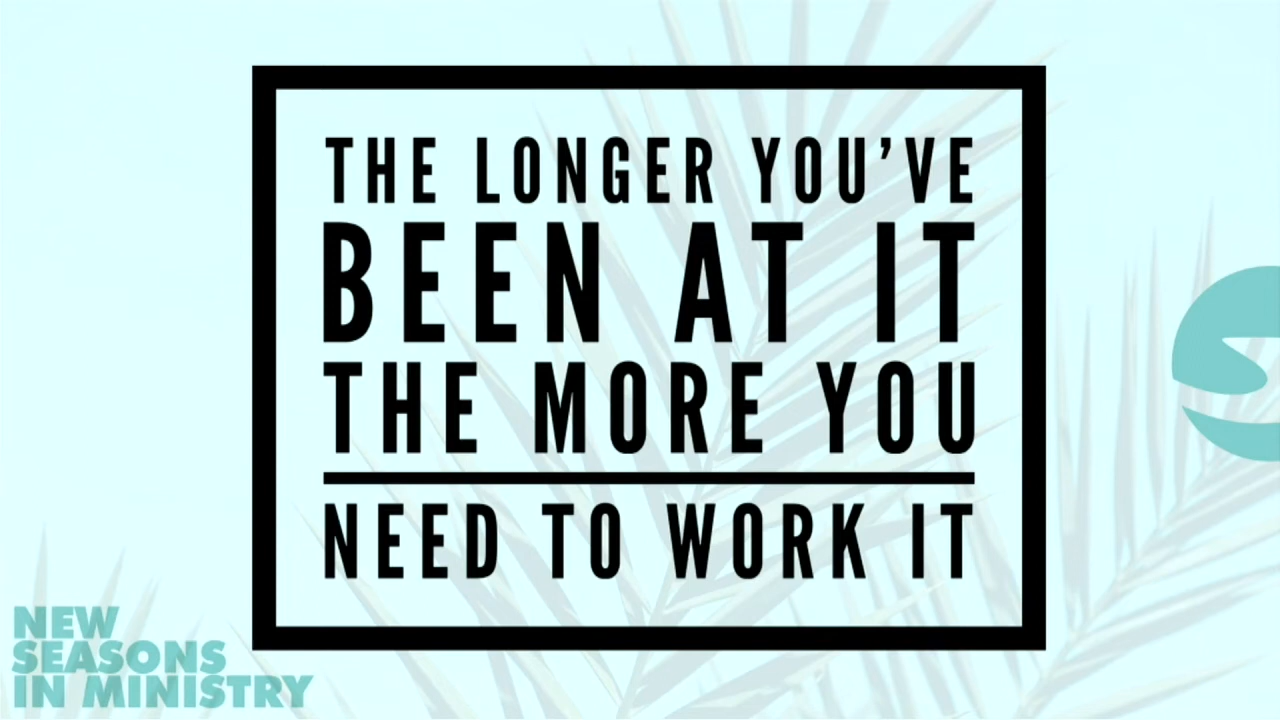 THE LONGER YOU’VE
BEEN AT IT
THE MORE YOU
NEED TO WORK IT
NEW
SEASONS
IN MINISTRY